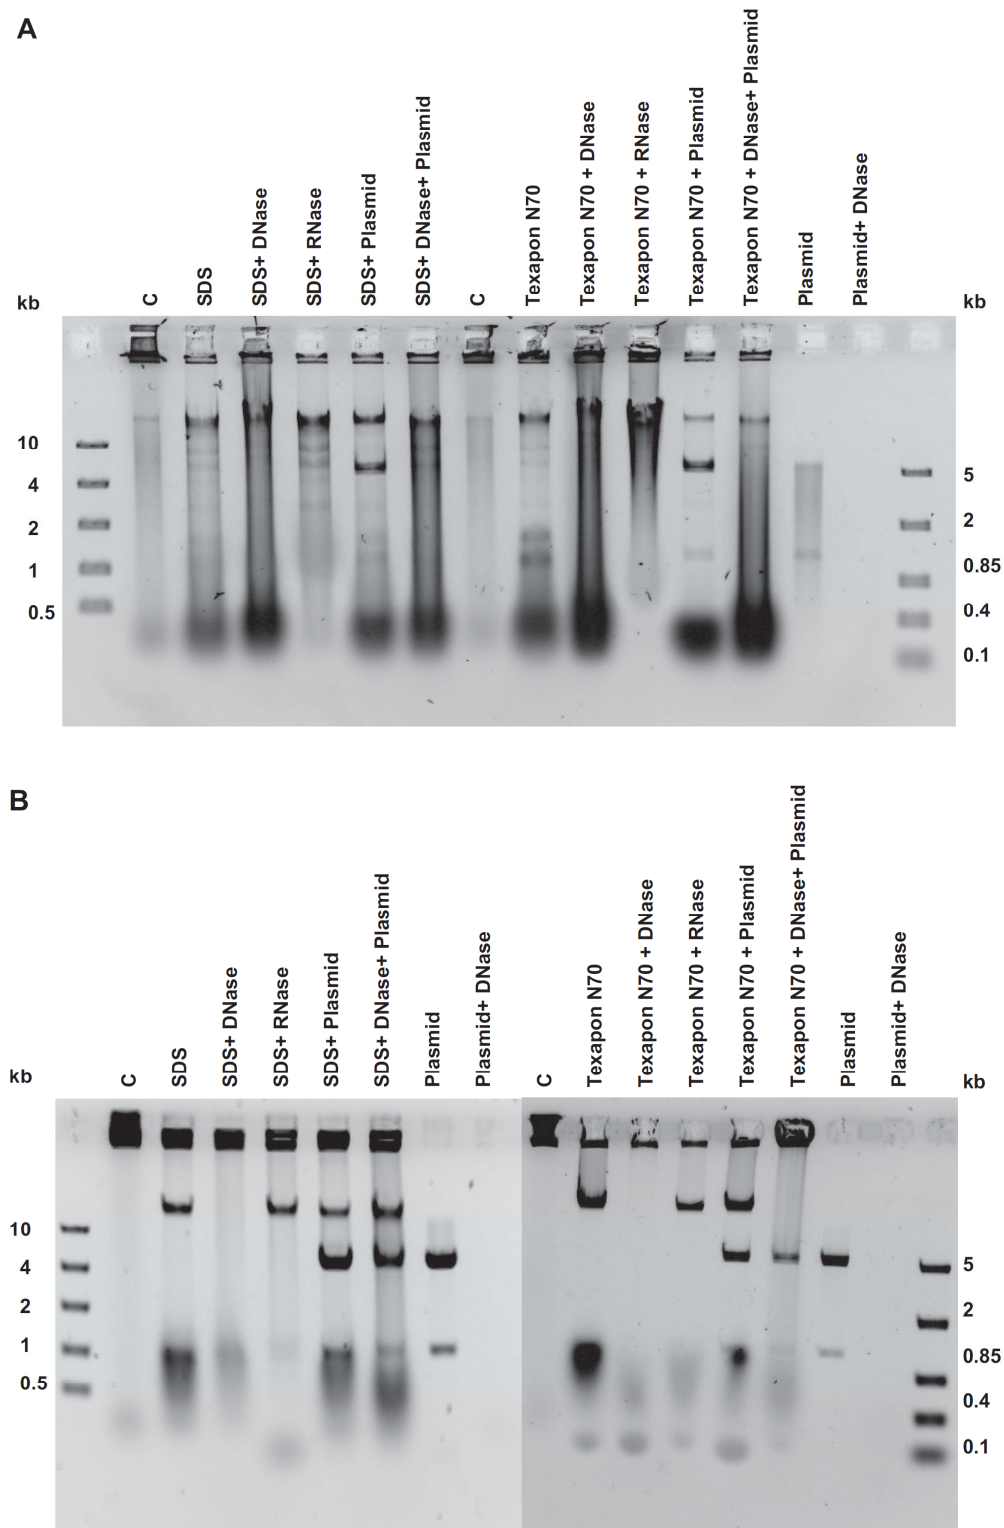 A
C
SDS
SDS+ DNase
SDS+ RNase
SDS+ Plasmid
SDS+ DNase+ Plasmid
C
Texapon N70
Texapon N70 + DNase
Texapon N70 + RNase
Texapon N70 + Plasmid
Texapon N70 + DNase+ Plasmid
Plasmid
Plasmid+ DNase
kb
kb
10
4
2
1
0.5
5
2
0.85
0.4
0.1
B
C
SDS
SDS+ DNase
SDS+ RNase
SDS+ Plasmid
SDS+ DNase+ Plasmid
Plasmid
Plasmid+ DNase
C
Texapon N70
Texapon N70 + DNase
Texapon N70 + RNase
Texapon N70 + Plasmid
Texapon N70 + DNase+ Plasmid
Plasmid
Plasmid+ DNase
kb
kb
10
4
2
1
0.5
5
2
0.85
0.4
0.1